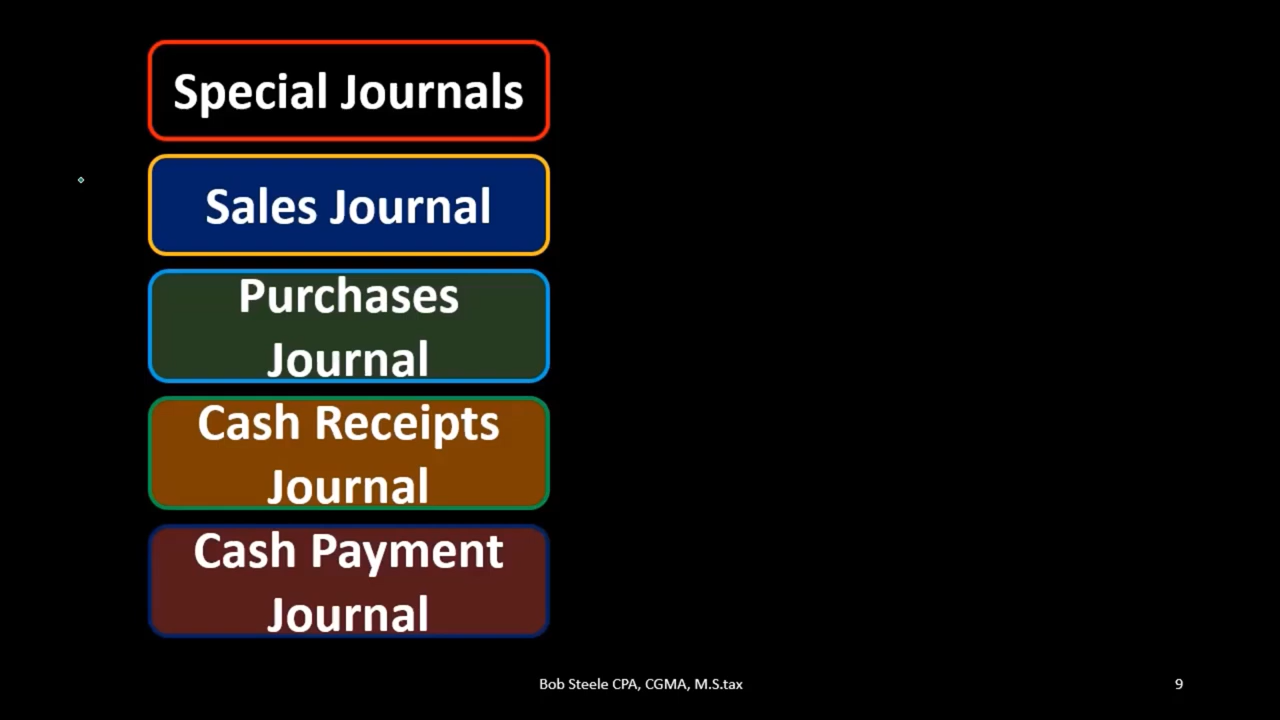 Special Journals
Sales Journal
Purchases
Journal
Cash Receipts
Journal
Cash Payment
Journal
Bob Steele CPA, CGMA, M.S.tax
9